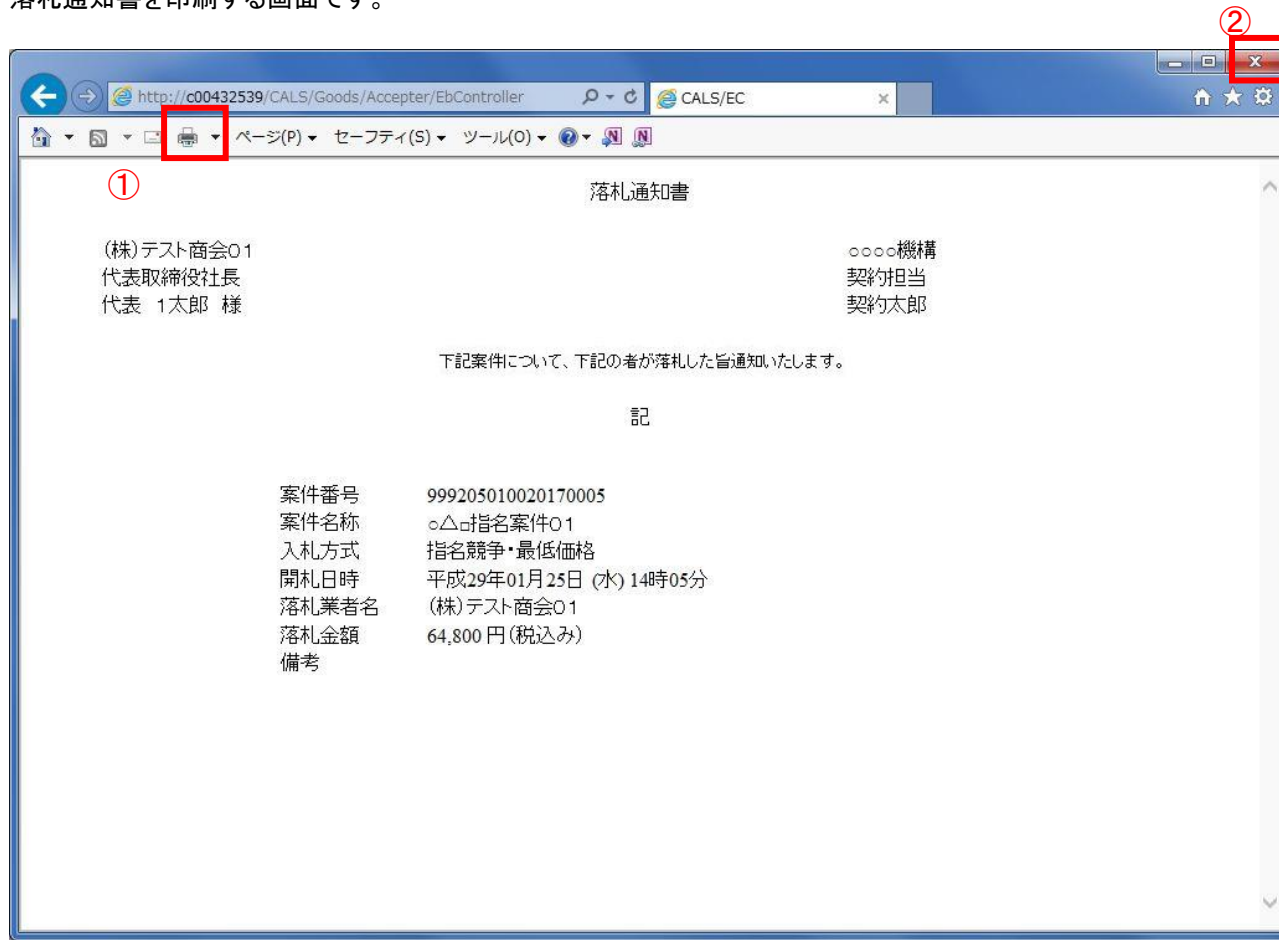 落札通知書を印刷する画面です。
②
http://c00432539/CALS/Goods/Accepter/EbController
CALS/EC
ページ(P) セーフティ(S) ツール(O)
①
落札通知書
(株)テスト商会01
○○○○機構
代表取締役社長
契約担当
代表 1太郎 様
契約太郎
下記案件について、下記の者が落札した旨通知いたします。
記
案件番号 999205010020170005
案件名称 ○△□指名案件01
入札方式 指名競争・最低価格
開札日時 平成29年01月25日 (水) 14時05分
落札業者名 (株)テスト商会01
落札金額 64,800 円(税込み)
備考